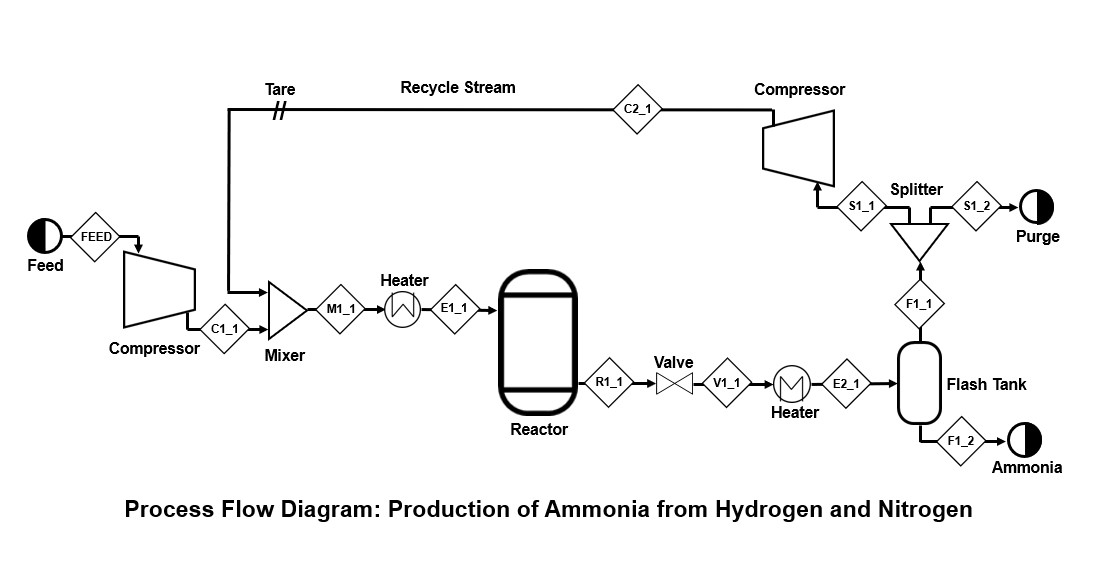 Tare
Recycle Stream
Compressor
C2_1
Splitter
S1_1
S1_2
Purge
FEED
Feed
Heater
M1_1
E1_1
F1_1
C1_1
Compressor
Mixer
Valve
R1_1
V1_1
E2_1
Flash Tank
Heater
Reactor
F1_2
Ammonia
Process Flow Diagram: Production of Ammonia from Hydrogen and Nitrogen